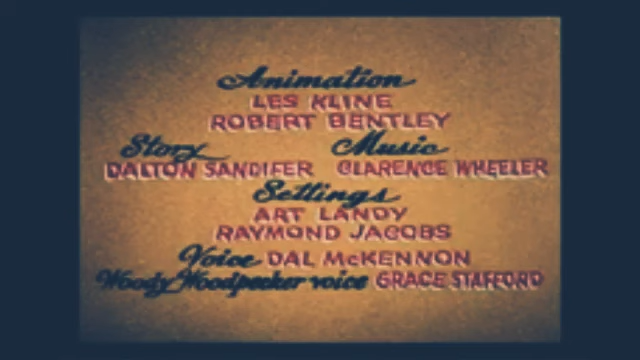 Animation
LES KLINE
ROBERT BENTLEY
Story Music
DALTON SANDIFER CLARENCE WHEELER
Settings
ART LANDY
RAYMOND JACOBS
Voice DAL McKENNON
Woody Woodpecker voice GRACE STAFFORD